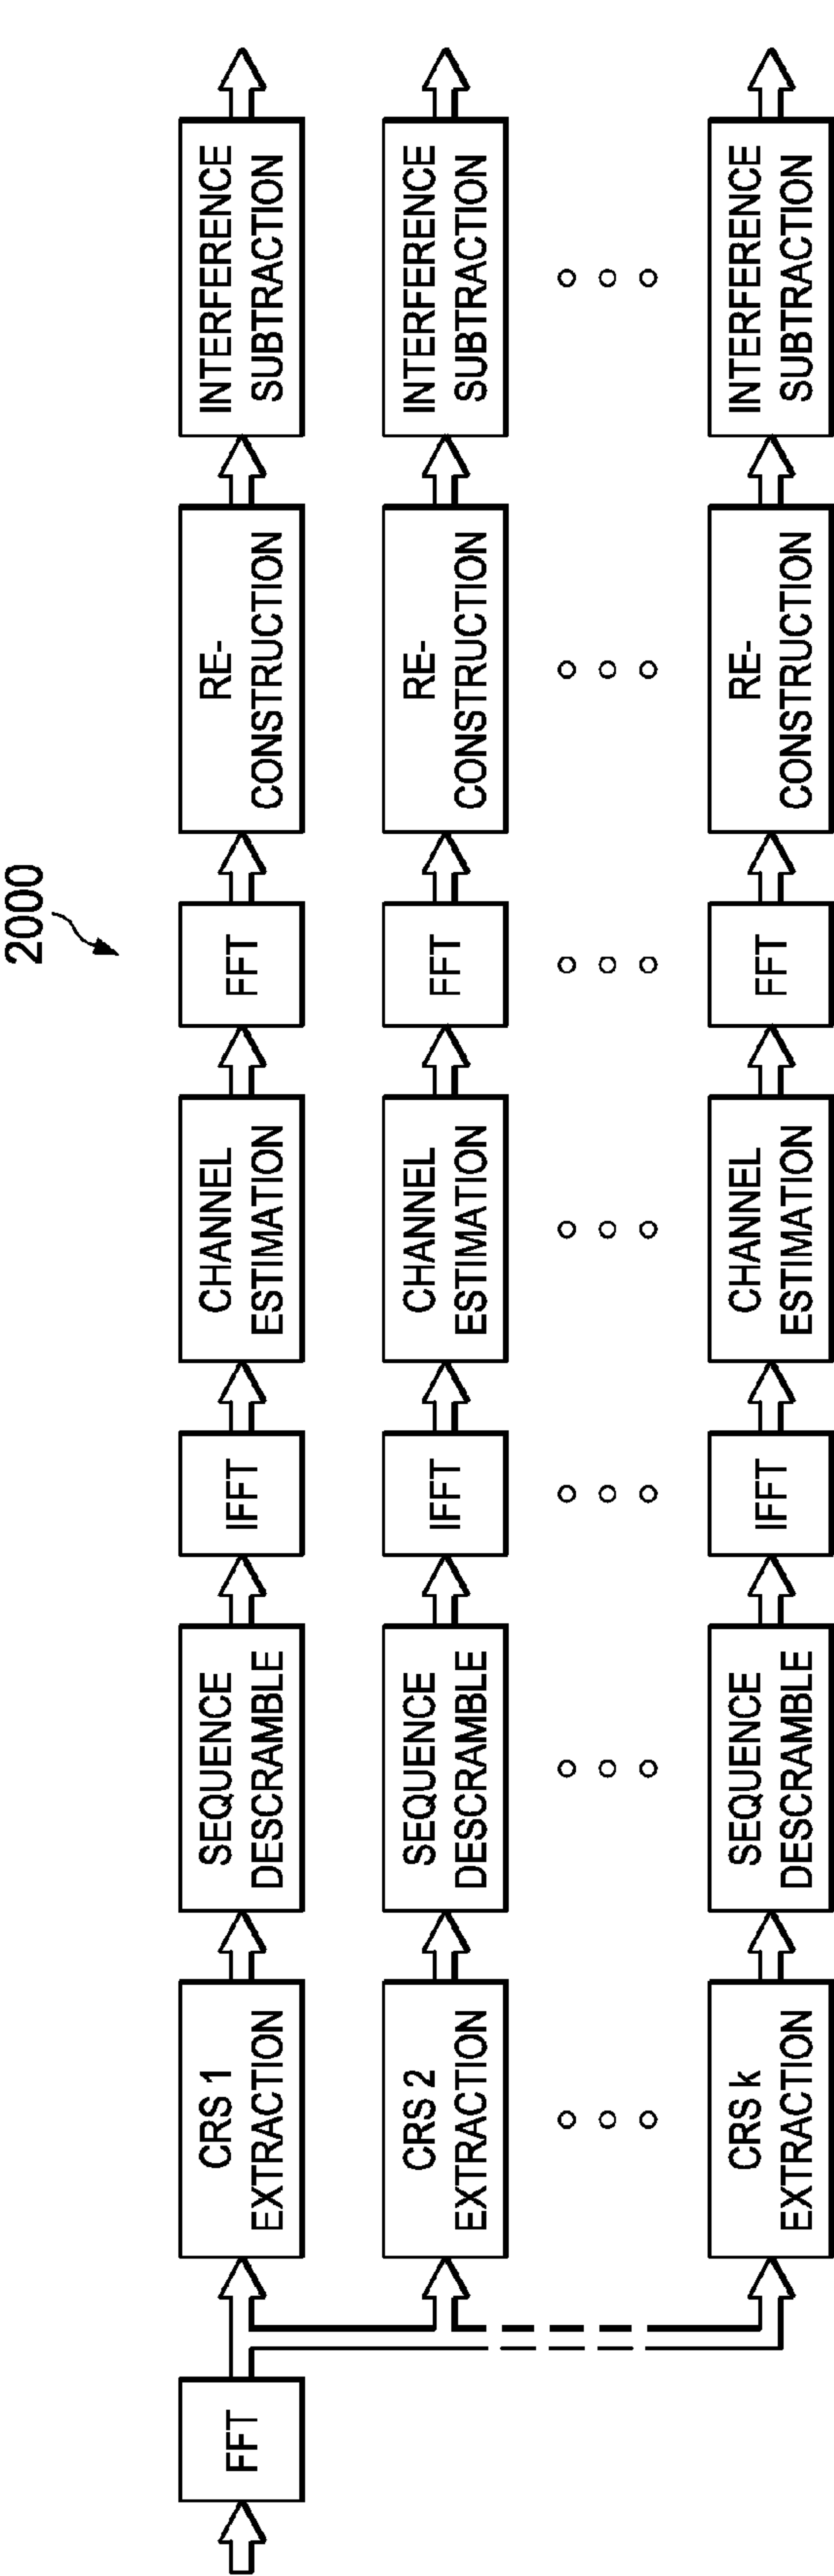 2000
FFT
CRS 1
EXTRACTION
SEQUENCE
DESCRAMBLE
IFFT
CHANNEL
ESTIMATION
FFT
RE-
CONSTRUCTION
INTERFERENCE
SUBTRACTION
CRS 2
EXTRACTION
SEQUENCE
DESCRAMBLE
IFFT
CHANNEL
ESTIMATION
FFT
RE-
CONSTRUCTION
INTERFERENCE
SUBTRACTION
CRS k
EXTRACTION
SEQUENCE
DESCRAMBLE
IFFT
CHANNEL
ESTIMATION
FFT
RE-
CONSTRUCTION
INTERFERENCE
SUBTRACTION